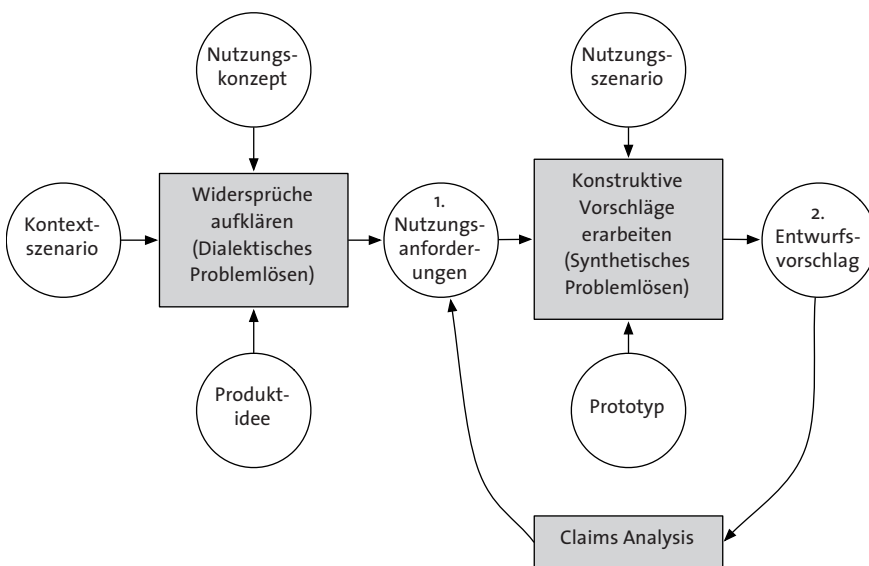 Nutzungs-
konzept
Nutzungs-
szenario
Kontext-
szenario
Widersprüche
aufklären
(Dialektisches
Problemlösen)
1.
Nutzungs-
anforder-
ungen
Konstruktive
Vorschläge
erarbeiten
(Synthetisches
Problemlösen)
2.
Entwurfs-
vorschlag
Produkt-
idee
Prototyp
Claims Analysis